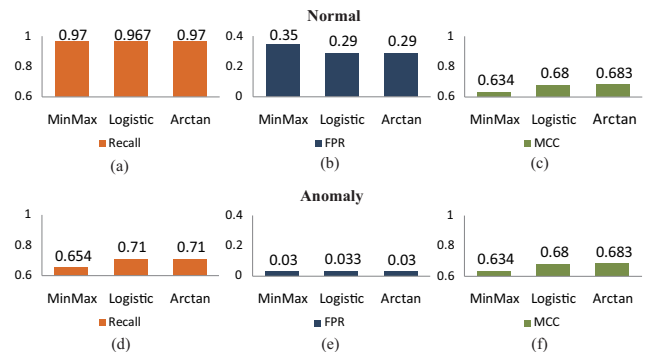 Normal
1
0.8
0.6
0.97 0.967 0.97
MinMax Logistic Arctan
Recall
(a)
0.4
0.2
0
0.35 0.29 0.29
MinMax Logistic Arctan
FPR
(b)
1
0.8
0.6
0.634 0.68 0.683
MinMax Logistic Arctan
MCC
(c)
Anomaly
1
0.8
0.6
0.654 0.71 0.71
MinMax Logistic Arctan
Recall
(d)
0.4
0.2
0
0.03 0.033 0.03
MinMax Logistic Arctan
FPR
(e)
1
0.8
0.6
0.634 0.68 0.683
MinMax Logistic Arctan
MCC
(f)